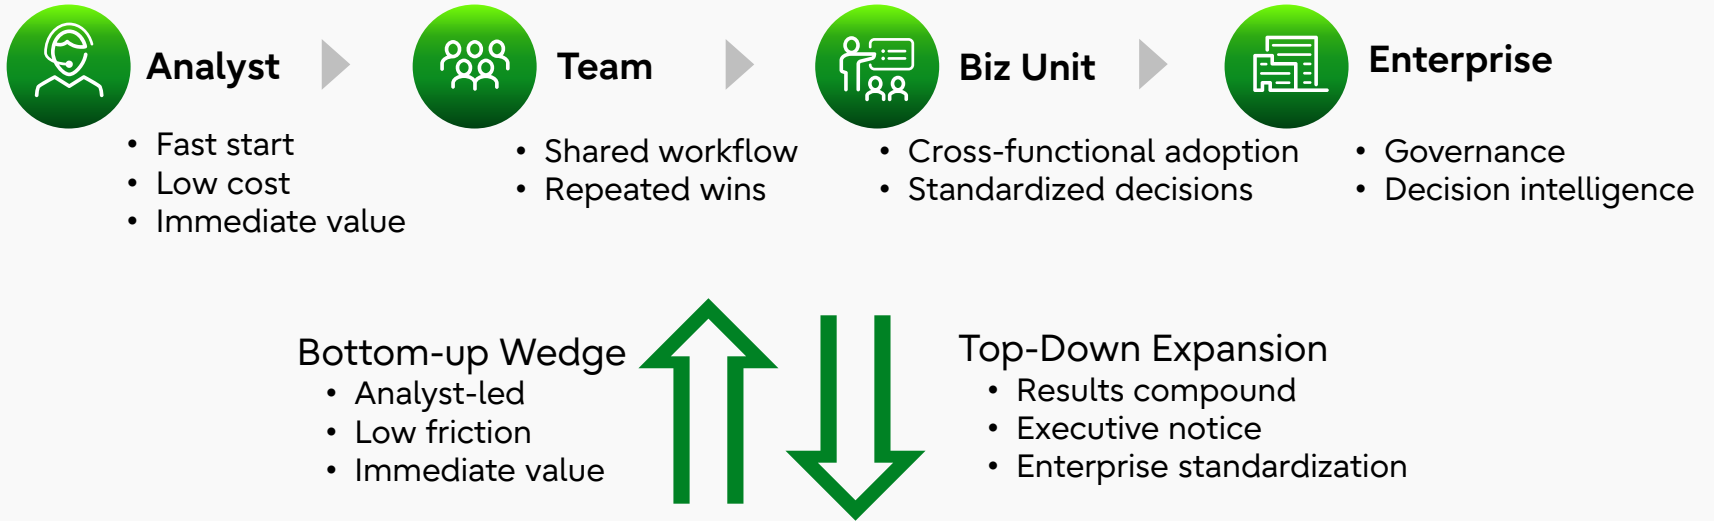 Analyst
• Fast start
• Low cost
• Immediate value
Team
• Shared workflow
• Repeated wins
Biz Unit
• Cross-functional adoption
• Standardized decisions
Enterprise
• Governance
• Decision intelligence
Bottom-up Wedge
• Analyst-led
• Low friction
• Immediate value
Top-Down Expansion
• Results compound
• Executive notice
• Enterprise standardization